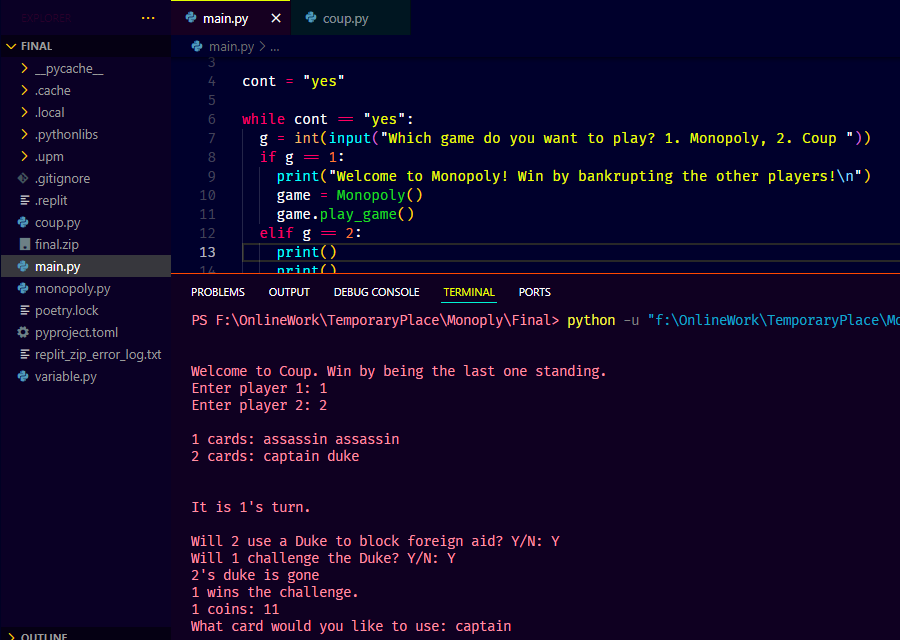 EXPLORER ...
FINAL
__pycache__
.cache
.local
.pythonlibs
.upm
.gitignore
.replit
coup.py
final.zip
main.py
monopoly.py
poetry.lock
pyproject.toml
replit_zip_error_log.txt
variable.py
OUTLINE
main.py × coup.py
main.py > ...
3
4 cont = "yes"
5
6 while cont == "yes":
7 g = int(input("Which game do you want to play? 1. Monopoly, 2. Coup "))
8 if g == 1:
9 print("Welcome to Monopoly! Win by bankrupting the other players!\n")
10 game = Monopoly()
11 game.play_game()
12 elif g == 2:
13 print()
14 print()
PROBLEMS OUTPUT DEBUG CONSOLE TERMINAL PORTS
PS F:\OnlineWork\TemporaryPlace\Monoply\Final> python -u "f:\OnlineWork\TemporaryPlace\Mo
Welcome to Coup. Win by being the last one standing.
Enter player 1: 1
Enter player 2: 2
1 cards: assassin assassin
2 cards: captain duke
It is 1's turn.
Will 2 use a Duke to block foreign aid? Y/N: Y
Will 1 challenge the Duke? Y/N: Y
2's duke is gone
1 wins the challenge.
1 coins: 11
What card would you like to use: captain